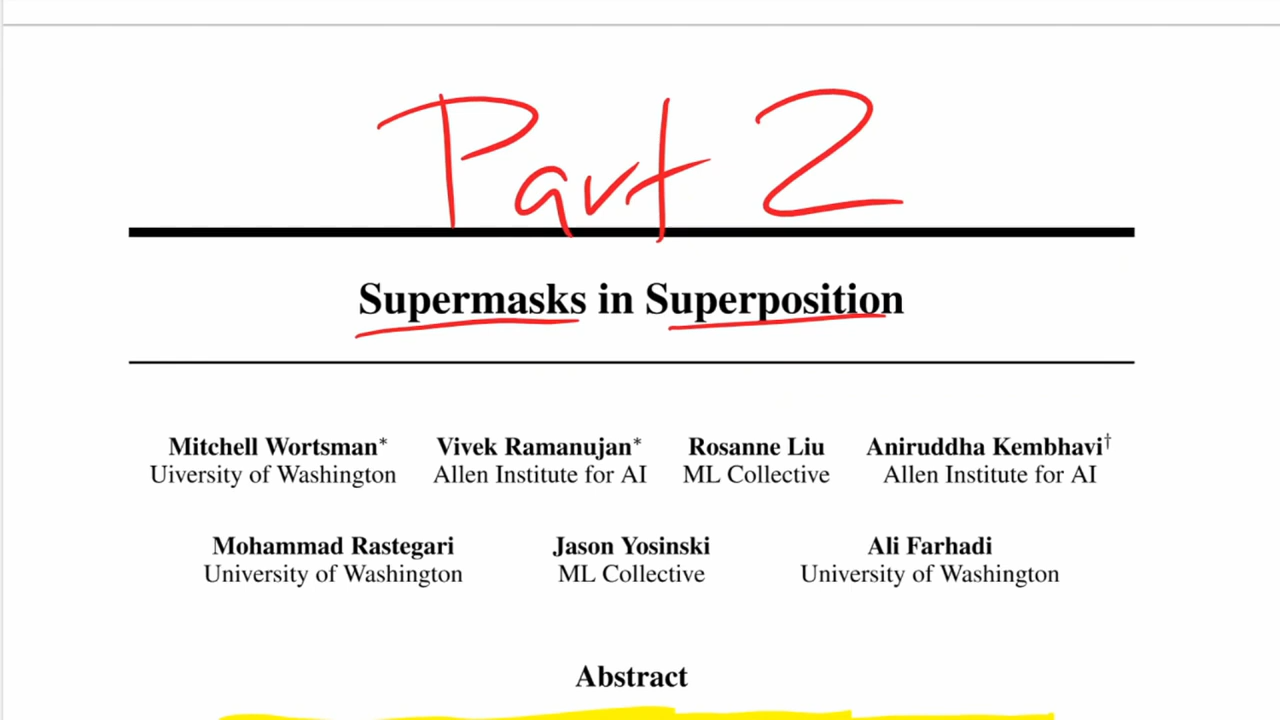 Part 2
Supermasks in Superposition
Mitchell Wortsman* Vivek Ramanujan* Rosanne Liu Aniruddha Kembhavi†
Uiversity of Washington Allen Institute for AI ML Collective Allen Institute for AI
Mohammad Rastegari Jason Yosinski Ali Farhadi
University of Washington ML Collective University of Washington
Abstract